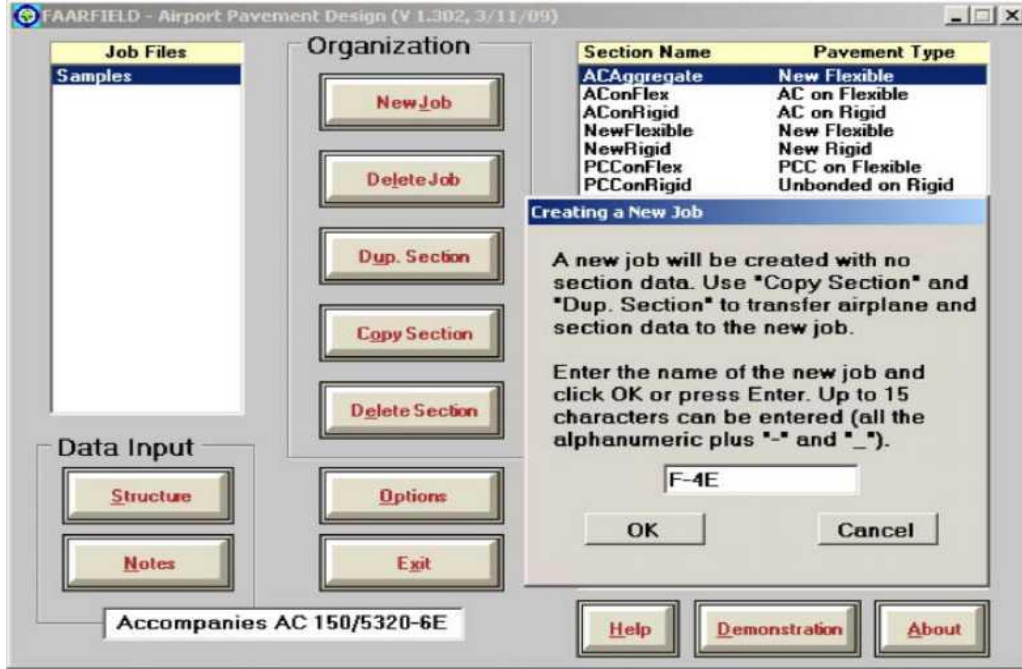 FAARFIELD - Airport Pavement Design (V 1.302, 3/11/09)
Job Files
Samples
Organization
New Job
Delete Job
Dup. Section
Copy Section
Delete Section
Section Name Pavement Type
ACAggregate New Flexible
AConFlex AC on Flexible
AConRigid AC on Rigid
NewFlexible New Flexible
NewRigid New Rigid
PCConFlex PCC on Flexible
PCConRigid Unbonded on Rigid
Creating a New Job
A new job will be created with no
section data. Use "Copy Section" and
"Dup. Section" to transfer airplane and
section data to the new job.
Enter the name of the new job and
click OK or press Enter. Up to 15
characters can be entered (all the
alphanumeric plus "-" and "_").
F-4E
OK Cancel
Data Input
Structure
Notes
Options
Exit
Accompanies AC 150/5320-6E
Help Demonstration About